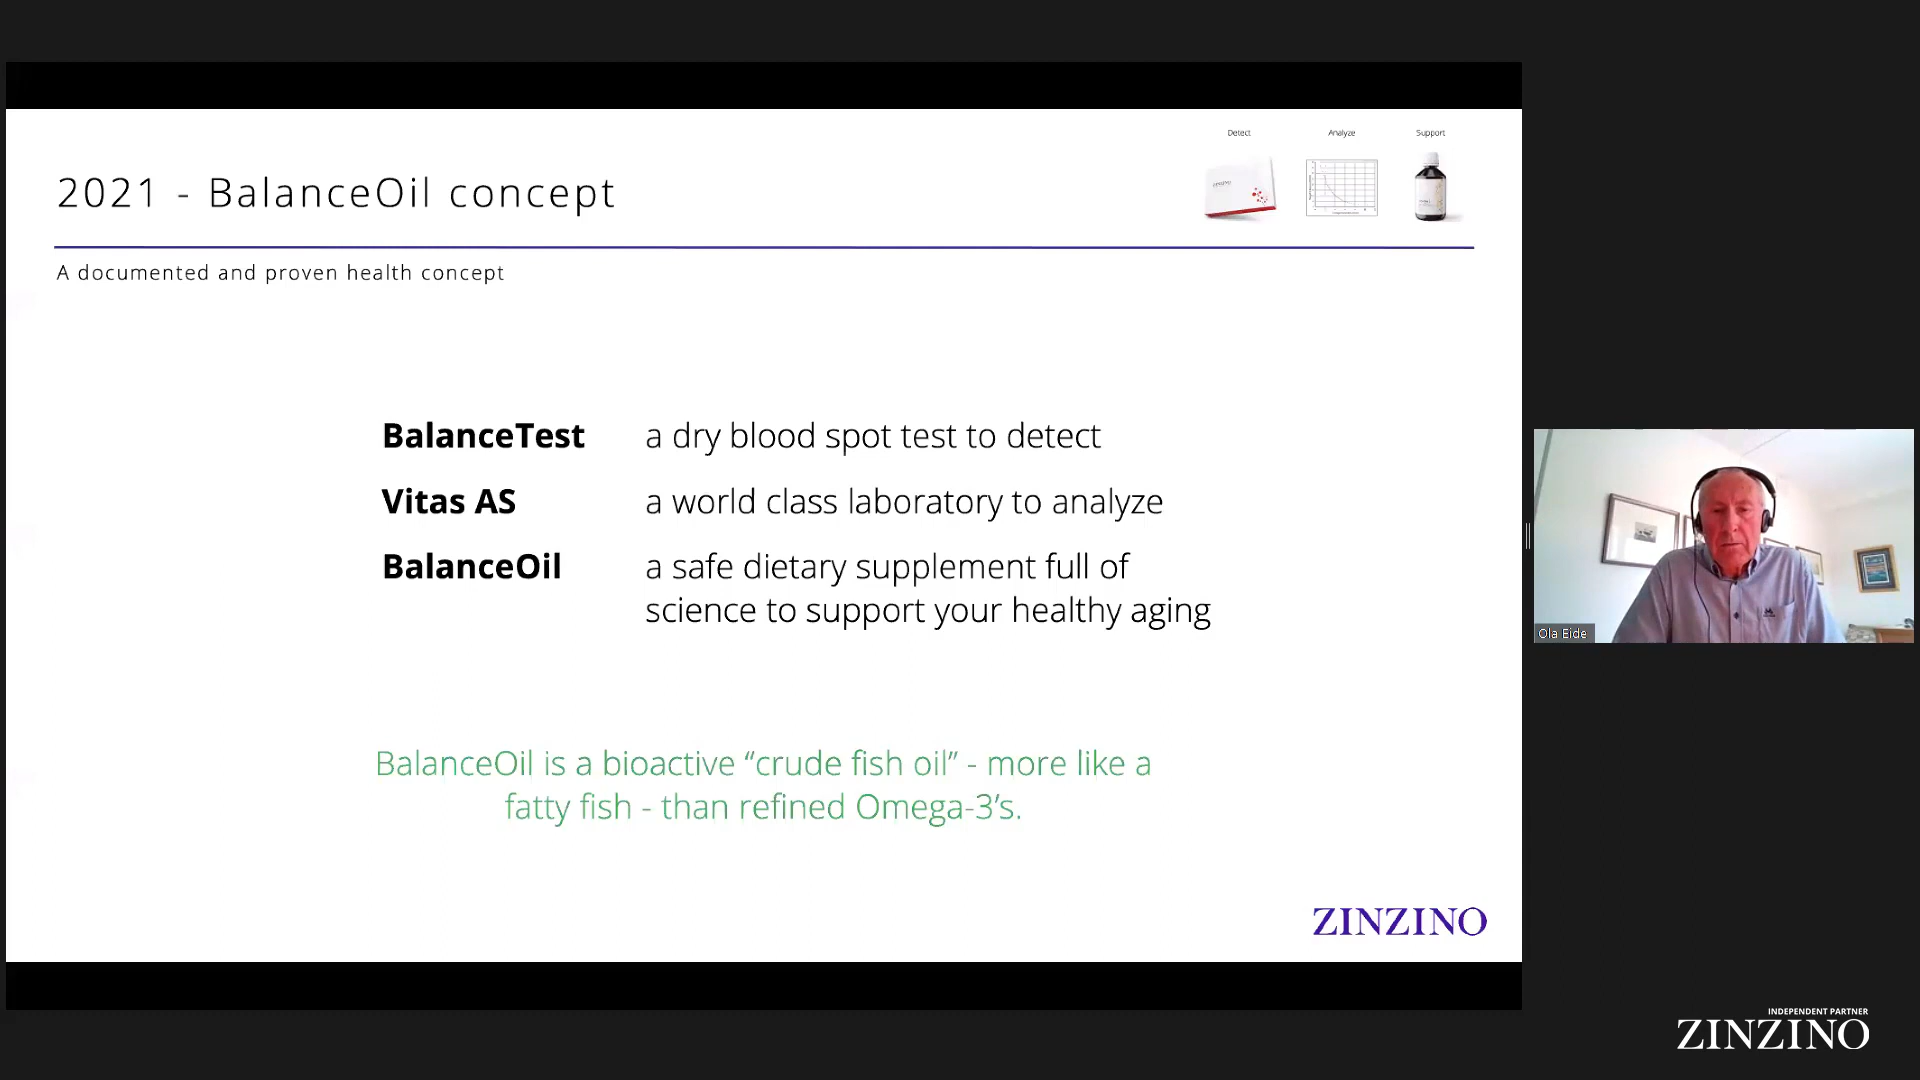 Detect
Analyze
Support
2021 - BalanceOil concept
ZINZINO
A documented and proven health concept
BalanceTest a dry blood spot test to detect
Vitas AS a world class laboratory to analyze
BalanceOil a safe dietary supplement full of
science to support your healthy aging
BalanceOil is a bioactive “crude fish oil” - more like a
fatty fish - than refined Omega-3’s.
ZINZINO
Ola Eide
INDEPENDENT PARTNER
ZINZINO